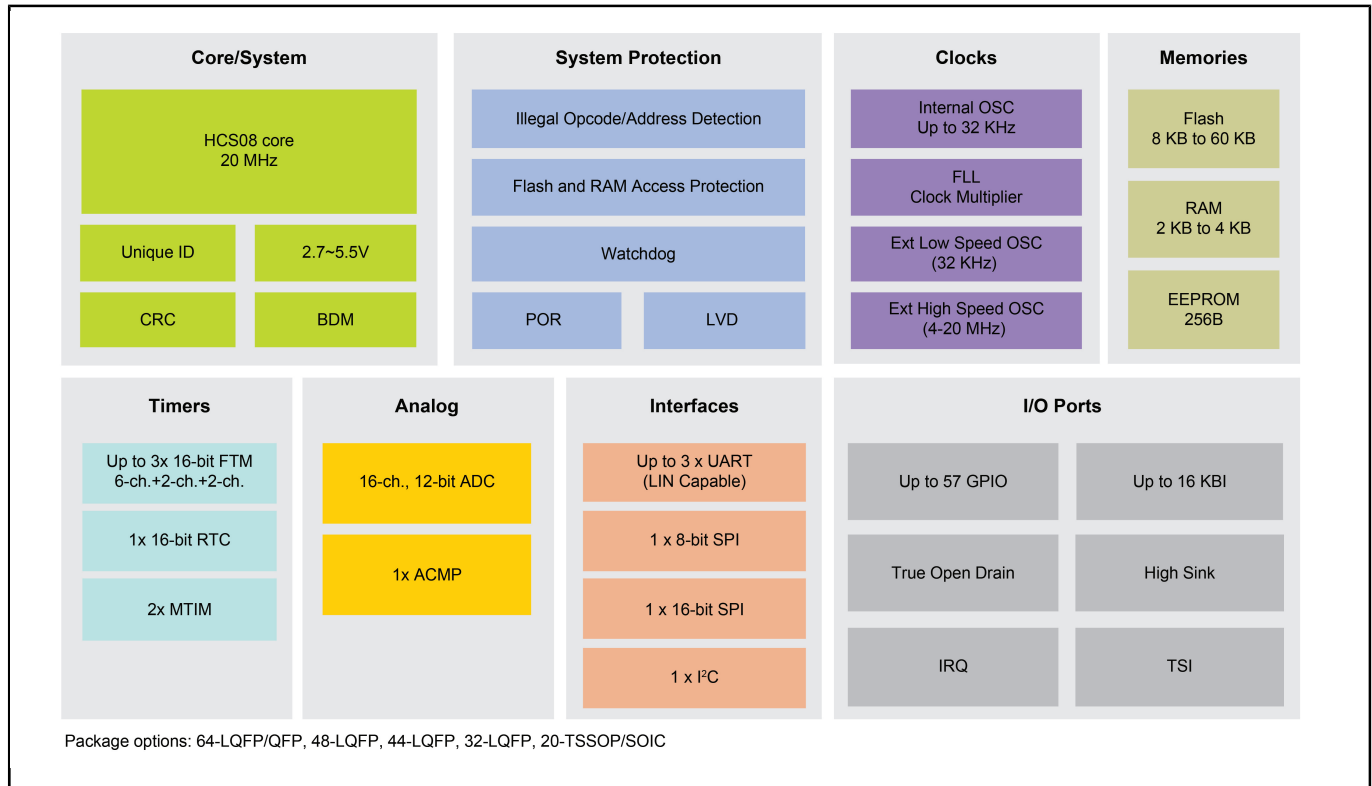 Core/System
HCS08 core
20 MHz
Unique ID
2.7~5.5V
CRC
BDM
System Protection
Illegal Opcode/Address Detection
Flash and RAM Access Protection
Watchdog
POR
LVD
Clocks
Internal OSC
Up to 32 KHz
FLL
Clock Multiplier
Ext Low Speed OSC
(32 KHz)
Ext High Speed OSC
(4-20 MHz)
Memories
Flash
8 KB to 60 KB
RAM
2 KB to 4 KB
EEPROM
256B
Timers
Up to 3x 16-bit FTM
6-ch.+2-ch.+2-ch.
1x 16-bit RTC
2x MTIM
Analog
16-ch., 12-bit ADC
1x ACMP
Interfaces
Up to 3 x UART
(LIN Capable)
1 x 8-bit SPI
1 x 16-bit SPI
1 x I²C
I/O Ports
Up to 57 GPIO
Up to 16 KBI
True Open Drain
High Sink
IRQ
TSI
Package options: 64-LQFP/QFP, 48-LQFP, 44-LQFP, 32-LQFP, 20-TSSOP/SOIC